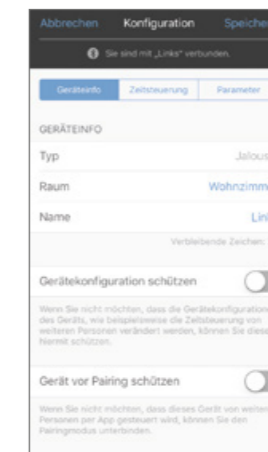 Abbrechen Konfiguration Speicher
Sie sind mit „Links“ verbunden.
Geräteinfo Zeitsteuerung Parameter
GERÄTEINFO
Typ Jalous
Raum Wohnzimm
Name Lin
Verbleibende Zeichen:
Gerätekonfiguration schützen
Wenn Sie nicht möchten, dass die Gerätekonfiguration
des Geräts, wie beispielsweise die Zeitsteuerung von
weiteren Personen verändert werden, können Sie diese
hiermit schützen.
Gerät vor Pairing schützen
Wenn Sie nicht möchten, dass dieses Gerät von weiteren
Personen per App gesteuert wird, können Sie den
Pairingmodus unterbinden.